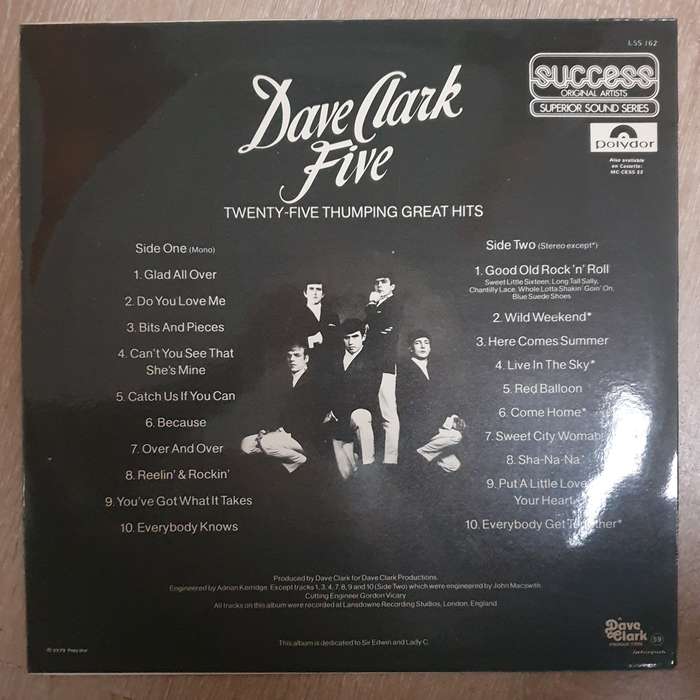 LSS 162
success
ORIGINAL ARTISTS
SUPERIOR SOUND SERIES
polydor
Also available
on Cassette:
MC-CESS 33
Dave Clark
Five
TWENTY-FIVE THUMPING GREAT HITS
Side One (Mono)
1. Glad All Over
2. Do You Love Me
3. Bits And Pieces
4. Can't You See That
She's Mine
5. Catch Us If You Can
6. Because
7. Over And Over
8. Reelin' & Rockin'
9. You've Got What It Takes
10. Everybody Knows
Side Two (Stereo except*)
1. Good Old Rock 'n' Roll
Sweet Little Sixteen, Long Tall Sally,
Chantilly Lace, Whole Lotta Shakin' Goin' On,
Blue Suede Shoes
2. Wild Weekend*
3. Here Comes Summer
4. Live In The Sky*
5. Red Balloon
6. Come Home*
7. Sweet City Woman
8. Sha-Na-Na
9. Put A Little Love
Your Heart
10. Everybody Get Together*
Produced by Dave Clark for Dave Clark Productions.
Engineered by Adrian Kerridge. Except tracks 1, 3, 4, 7, 8, 9 and 10 (Side Two) which were engineered by John Macswith.
Cutting Engineer Gordon Vicary
All tracks on this album were recorded at Lansdowne Recording Studios, London, England
This album is dedicated to Sir Edwin and Lady C.
Polydor
Dave
Clark
59